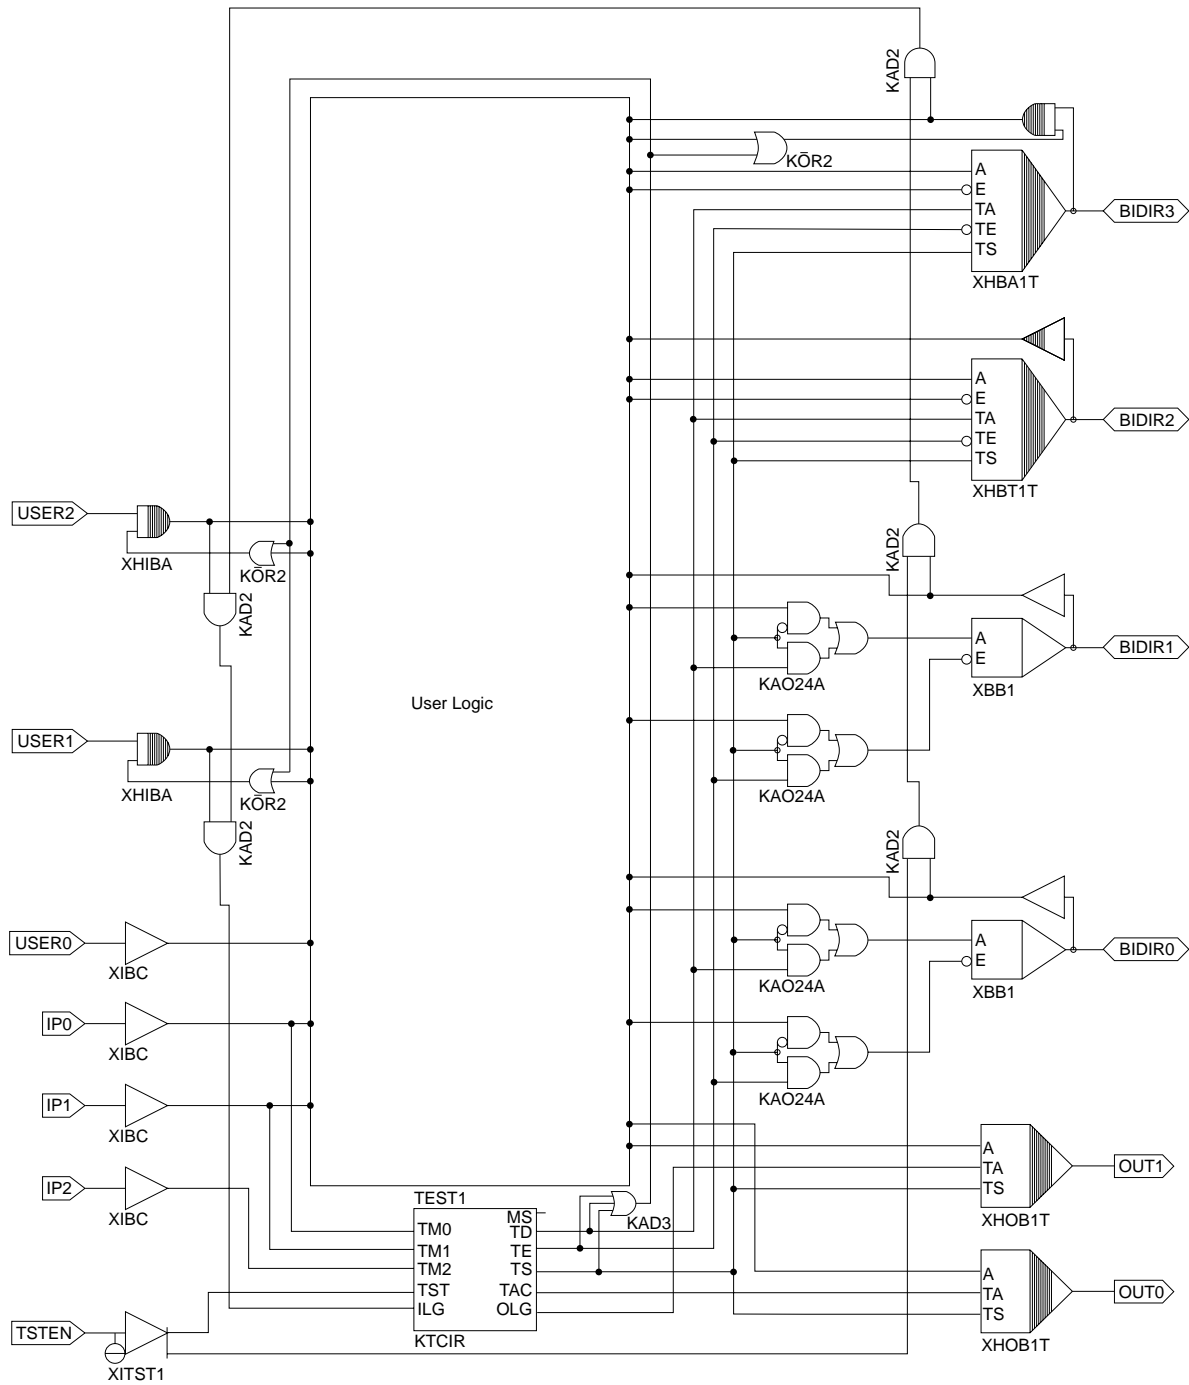 KAD2
KŌR2
A
E
TA
TE
TS
XHBA1T
BIDIR3
A
E
TA
TE
TS
XHBT1T
BIDIR2
USER2
XHIBA
KŌR2
KAD2
KAD2
A
E
XBB1
BIDIR1
KAO24A
KAO24A
User Logic
USER1
XHIBA
KŌR2
KAD2
KAD2
USER0
XIBC
A
E
XBB1
BIDIR0
KAO24A
KAO24A
IP0
XIBC
IP1
XIBC
IP2
XIBC
TEST1
TM0
TM1
TM2
TST
ILG
MS
TD
TE
TS
TAC
OLG
KTCIR
KAD3
A
TA
TS
XHOB1T
OUT1
A
TA
TS
XHOB1T
OUT0
TSTEN
XITST1